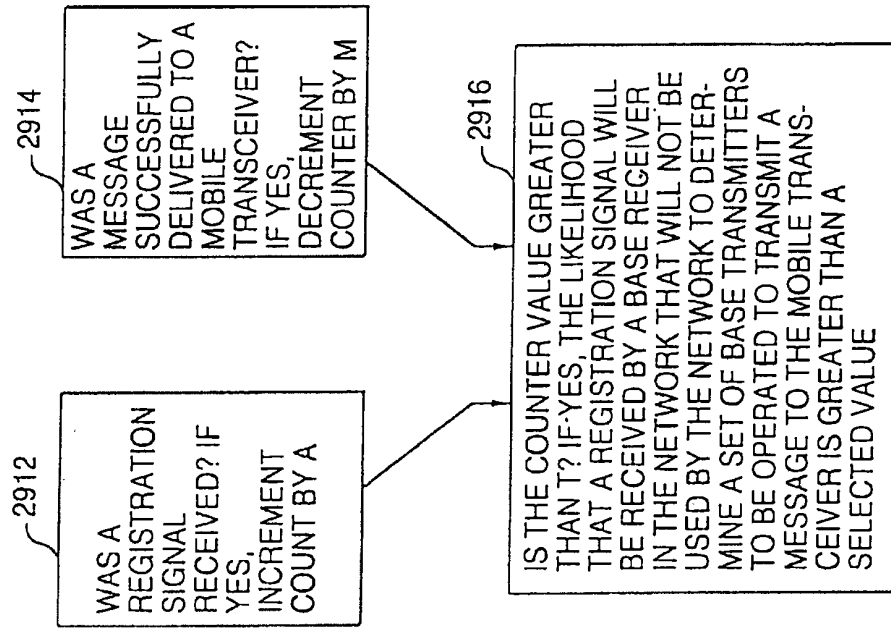 2912
WAS A
REGISTRATION
SIGNAL
RECEIVED? IF
YES,
INCREMENT
COUNT BY A
2914
WAS A
MESSAGE
SUCCESSFULLY
DELIVERED TO A
MOBILE
TRANSCEIVER?
IF YES,
DECREMENT
COUNTER BY M
2916
IS THE COUNTER VALUE GREATER
THAN T? IF-YES, THE LIKELIHOOD
THAT A REGISTRATION SIGNAL WILL
BE RECEIVED BY A BASE RECEIVER
IN THE NETWORK THAT WILL NOT BE
USED BY THE NETWORK TO DETER-
MINE A SET OF BASE TRANSMITTERS
TO BE OPERATED TO TRANSMIT A
MESSAGE TO THE MOBILE TRANS-
CEIVER IS GREATER THAN A
SELECTED VALUE